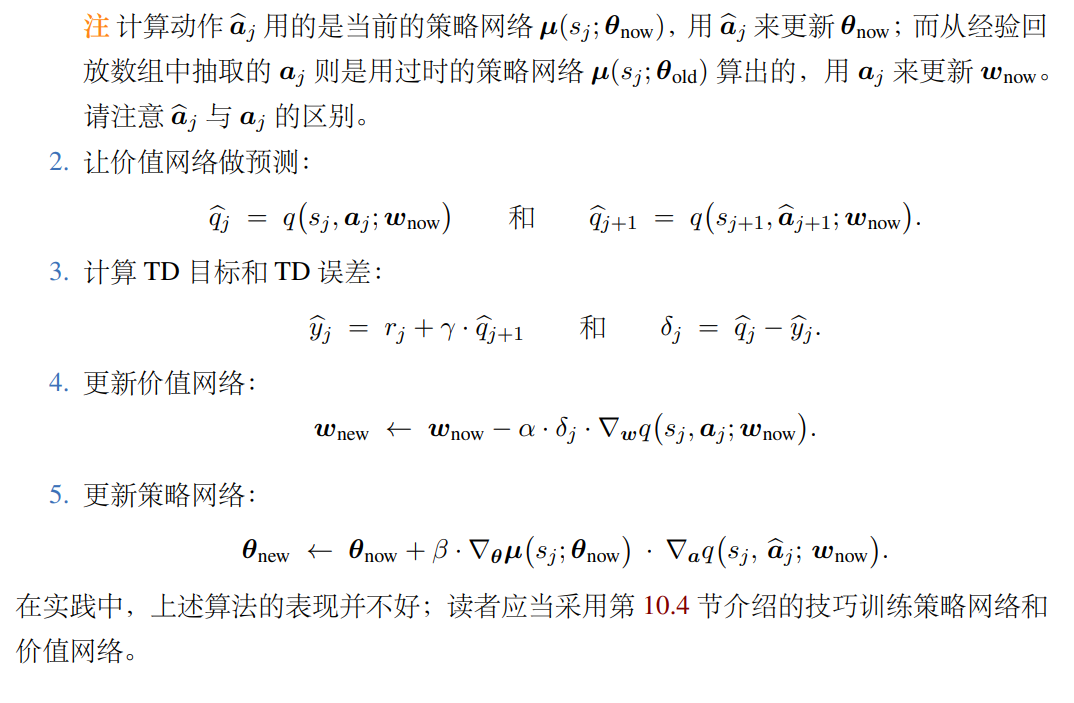 注 计算动作 $\widehat{\boldsymbol{a}}_j$ 用的是当前的策略网络 $\boldsymbol{\mu}(s_j; \boldsymbol{\theta}_{\text{now}})$，用 $\widehat{\boldsymbol{a}}_j$ 来更新 $\boldsymbol{\theta}_{\text{now}}$；而从经验回
放数组中抽取的 $\boldsymbol{a}_j$ 则是用过时的策略网络 $\boldsymbol{\mu}(s_j; \boldsymbol{\theta}_{\text{old}})$ 算出的，用 $\boldsymbol{a}_j$ 来更新 $\boldsymbol{w}_{\text{now}}$。
请注意 $\widehat{\boldsymbol{a}}_j$ 与 $\boldsymbol{a}_j$ 的区别。
2. 让价值网络做预测：
$\widehat{q}_j = q(s_j, \boldsymbol{a}_j; \boldsymbol{w}_{\text{now}})$ 和 $\widehat{q}_{j+1} = q(s_{j+1}, \widehat{\boldsymbol{a}}_{j+1}; \boldsymbol{w}_{\text{now}}).$
3. 计算 TD 目标和 TD 误差：
$\widehat{y}_j = r_j + \gamma \cdot \widehat{q}_{j+1}$ 和 $\delta_j = \widehat{q}_j - \widehat{y}_j.$
4. 更新价值网络：
$\boldsymbol{w}_{\text{new}} \leftarrow \boldsymbol{w}_{\text{now}} - \alpha \cdot \delta_j \cdot \nabla_{\boldsymbol{w}} q(s_j, \boldsymbol{a}_j; \boldsymbol{w}_{\text{now}}).$
5. 更新策略网络：
$\boldsymbol{\theta}_{\text{new}} \leftarrow \boldsymbol{\theta}_{\text{now}} + \beta \cdot \nabla_{\boldsymbol{\theta}} \boldsymbol{\mu}(s_j; \boldsymbol{\theta}_{\text{now}}) \cdot \nabla_{\boldsymbol{a}} q(s_j, \widehat{\boldsymbol{a}}_j; \boldsymbol{w}_{\text{now}}).$
在实践中，上述算法的表现并不好；读者应当采用第 10.4 节介绍的技巧训练策略网络和
价值网络。